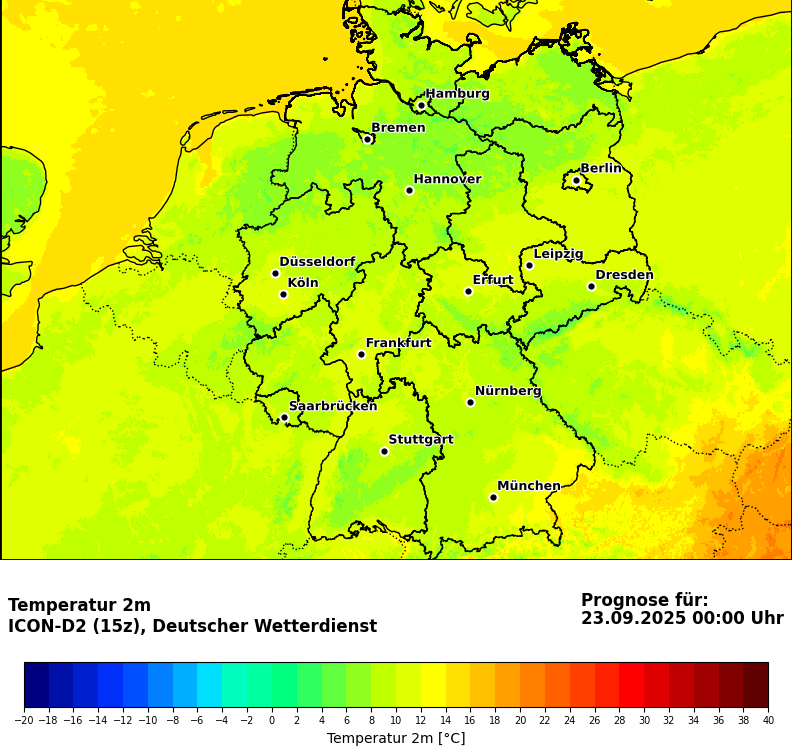 Hamburg
Bremen
Berlin
Hannover
Leipzig
Düsseldorf
Dresden
Köln
Erfurt
Frankfurt
Nürnberg
Saarbrücken
Stuttgart
München
Temperatur 2m
ICON-D2 (15z), Deutscher Wetterdienst
Prognose für:
23.09.2025 00:00 Uhr
−20 −18 −16 −14 −12 −10 −8 −6 −4 −2 0 2 4 6 8 10 12 14 16 18 20 22 24 26 28 30 32 34 36 38 40
Temperatur 2m [°C]